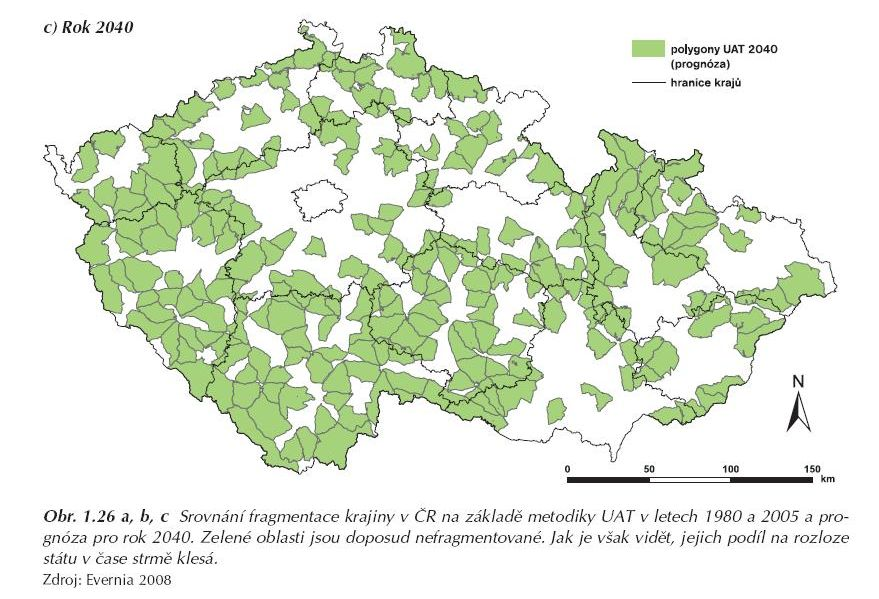 c) Rok 2040
polygony UAT 2040
(prognóza)
hranice krajů
N
0 50 100 150
km
Obr. 1.26 a, b, c Srovnání fragmentace krajiny v ČR na základě metodiky UAT v letech 1980 a 2005 a pro-
gnóza pro rok 2040. Zelené oblasti jsou doposud nefragmentované. Jak je však vidět, jejich podíl na rozloze
státu v čase strmě klesá.
Zdroj: Evernia 2008